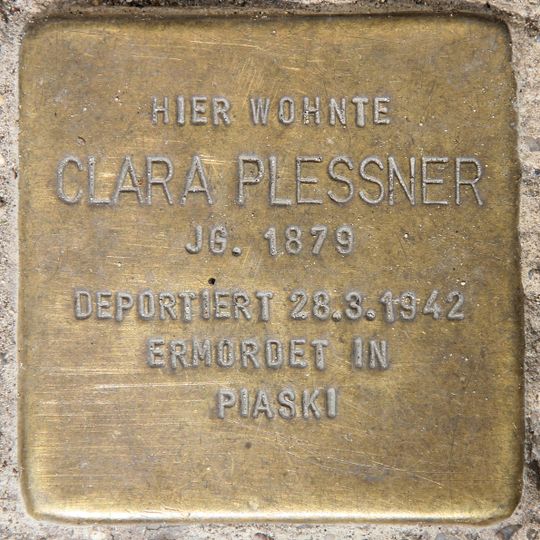 HIER WOHNTE
CLARA PLESSNER
JG. 1879
DEPORTIERT 28.3.1942
ERMORDET IN
PIASKI